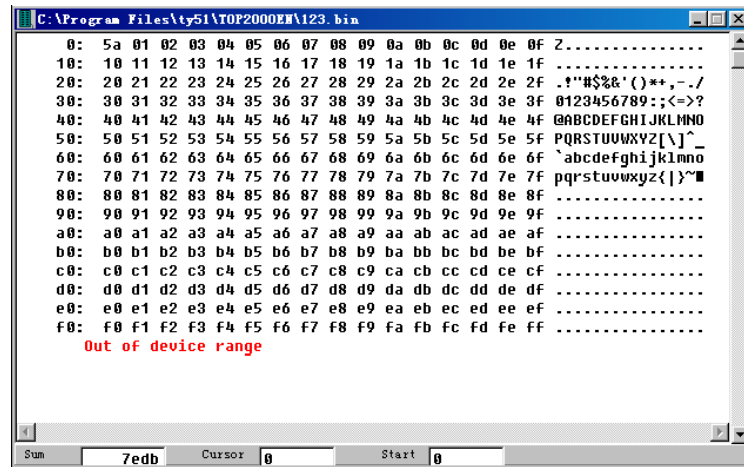 C:\Program Files\ty51\TOP2000EN\123.bin
0: 5a 01 02 03 04 05 06 07 08 09 0a 0b 0c 0d 0e 0f Z...............
10: 10 11 12 13 14 15 16 17 18 19 1a 1b 1c 1d 1e 1f ................
20: 20 21 22 23 24 25 26 27 28 29 2a 2b 2c 2d 2e 2f .!"#$%&'()*+,-./
30: 30 31 32 33 34 35 36 37 38 39 3a 3b 3c 3d 3e 3f 0123456789:;<=>?
40: 40 41 42 43 44 45 46 47 48 49 4a 4b 4c 4d 4e 4f @ABCDEFGHIJKLMNO
50: 50 51 52 53 54 55 56 57 58 59 5a 5b 5c 5d 5e 5f PQRSTUVWXYZ[\]^_
60: 60 61 62 63 64 65 66 67 68 69 6a 6b 6c 6d 6e 6f `abcdefghijklmno
70: 70 71 72 73 74 75 76 77 78 79 7a 7b 7c 7d 7e 7f pqrstuvwxyz{|}~■
80: 80 81 82 83 84 85 86 87 88 89 8a 8b 8c 8d 8e 8f ................
90: 90 91 92 93 94 95 96 97 98 99 9a 9b 9c 9d 9e 9f ................
a0: a0 a1 a2 a3 a4 a5 a6 a7 a8 a9 aa ab ac ad ae af ................
b0: b0 b1 b2 b3 b4 b5 b6 b7 b8 b9 ba bb bc bd be bf ................
c0: c0 c1 c2 c3 c4 c5 c6 c7 c8 c9 ca cb cc cd ce cf ................
d0: d0 d1 d2 d3 d4 d5 d6 d7 d8 d9 da db dc dd de df ................
e0: e0 e1 e2 e3 e4 e5 e6 e7 e8 e9 ea eb ec ed ee ef ................
f0: f0 f1 f2 f3 f4 f5 f6 f7 f8 f9 fa fb fc fd fe ff ................
Out of device range
Sum 7edb Cursor 0 Start 0